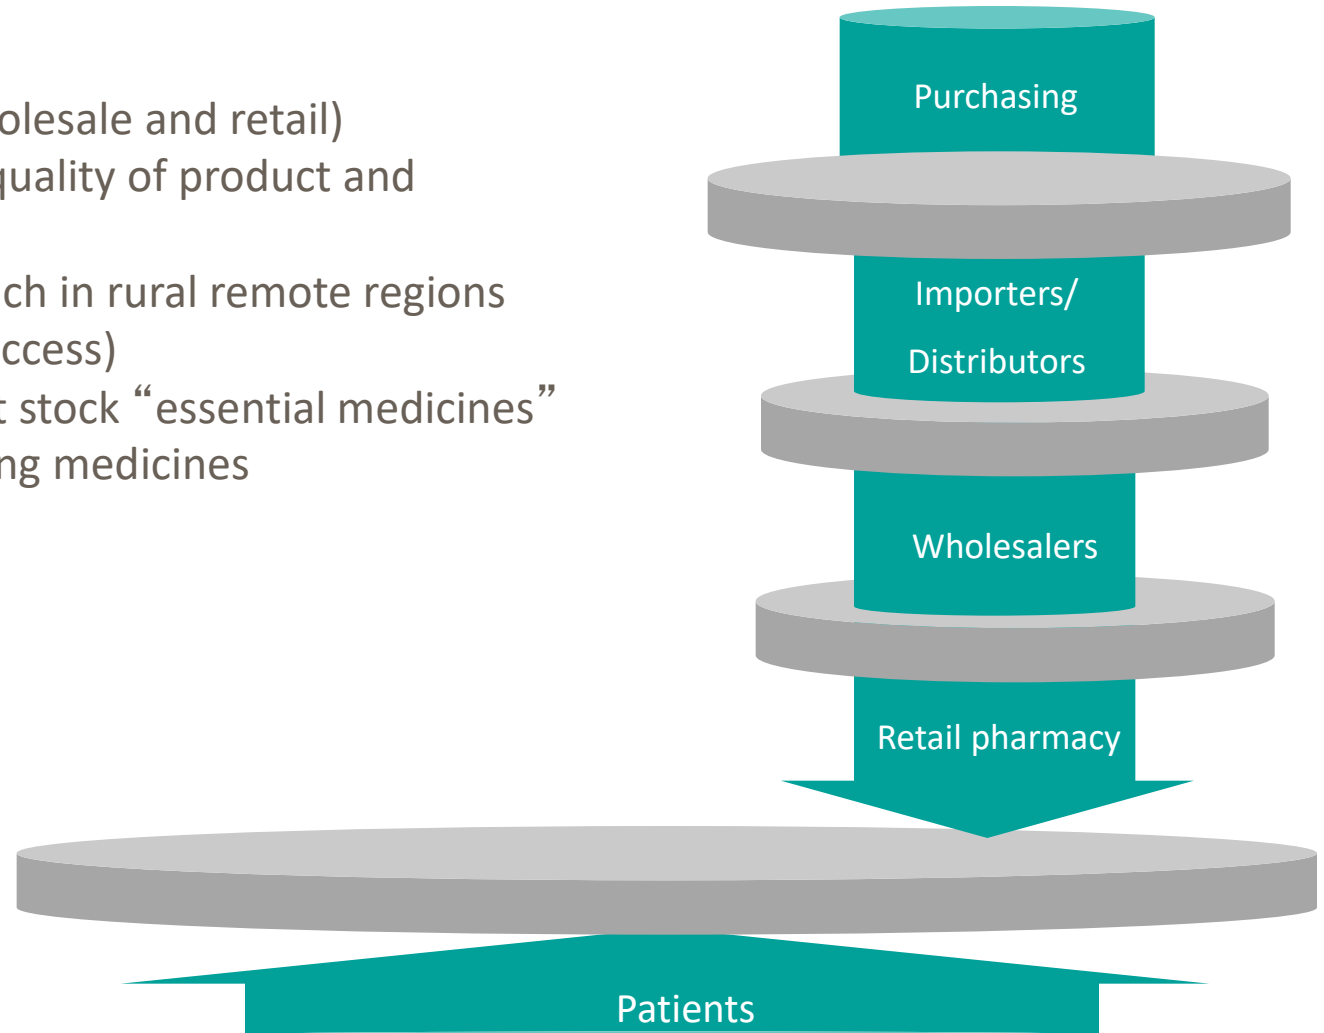 olesale and retail)
quality of product and
ch in rural remote regions
ccess)
t stock “essential medicines”
ng medicines
Purchasing
Importers/
Distributors
Wholesalers
Retail pharmacy
Patients